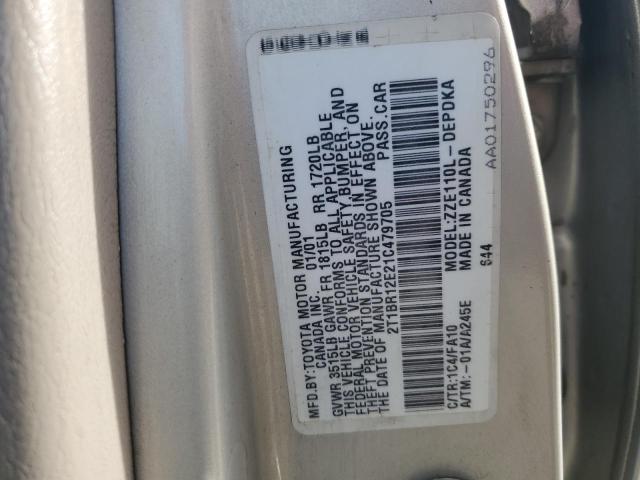 MFD.BY:TOYOTA MOTOR MANUFACTURING
CANADA INC. 01/01
GVWR 3515LB GAWR FR 1815LB RR 1720LB
THIS VEHICLE CONFORMS TO ALL APPLICABLE
FEDERAL MOTOR VEHICLE SAFETY, BUMPER, AND
THEFT PREVENTION STANDARDS IN EFFECT ON
THE DATE OF MANUFACTURE SHOWN ABOVE.
2T1BR12E21C479705 PASS.CAR
C/TR:1C4/FA10 MODEL:ZZE110L-DEPDKA
A/TM:-01A/A245E MADE IN CANADA
644
AA01750296